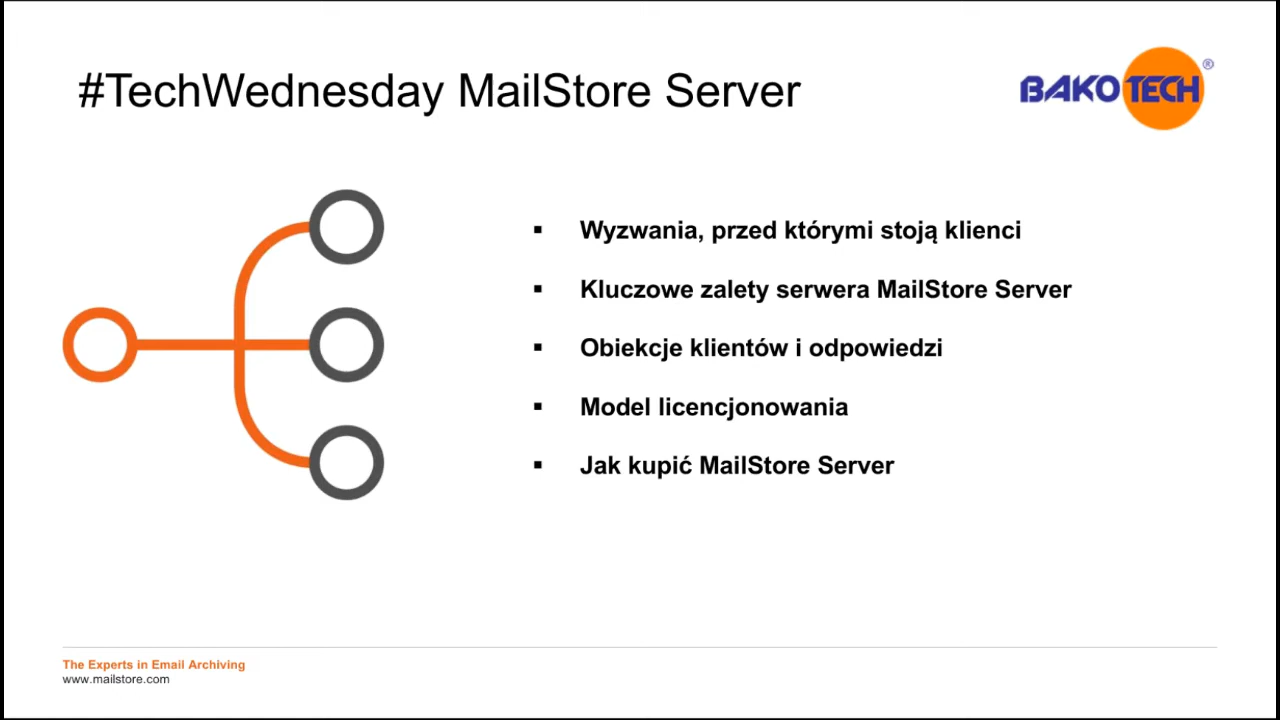 #TechWednesday MailStore Server
BAKOTECH®
▪ Wyzwania, przed którymi stoją klienci
▪ Kluczowe zalety serwera MailStore Server
▪ Obiekcje klientów i odpowiedzi
▪ Model licencjonowania
▪ Jak kupić MailStore Server
The Experts in Email Archiving
www.mailstore.com